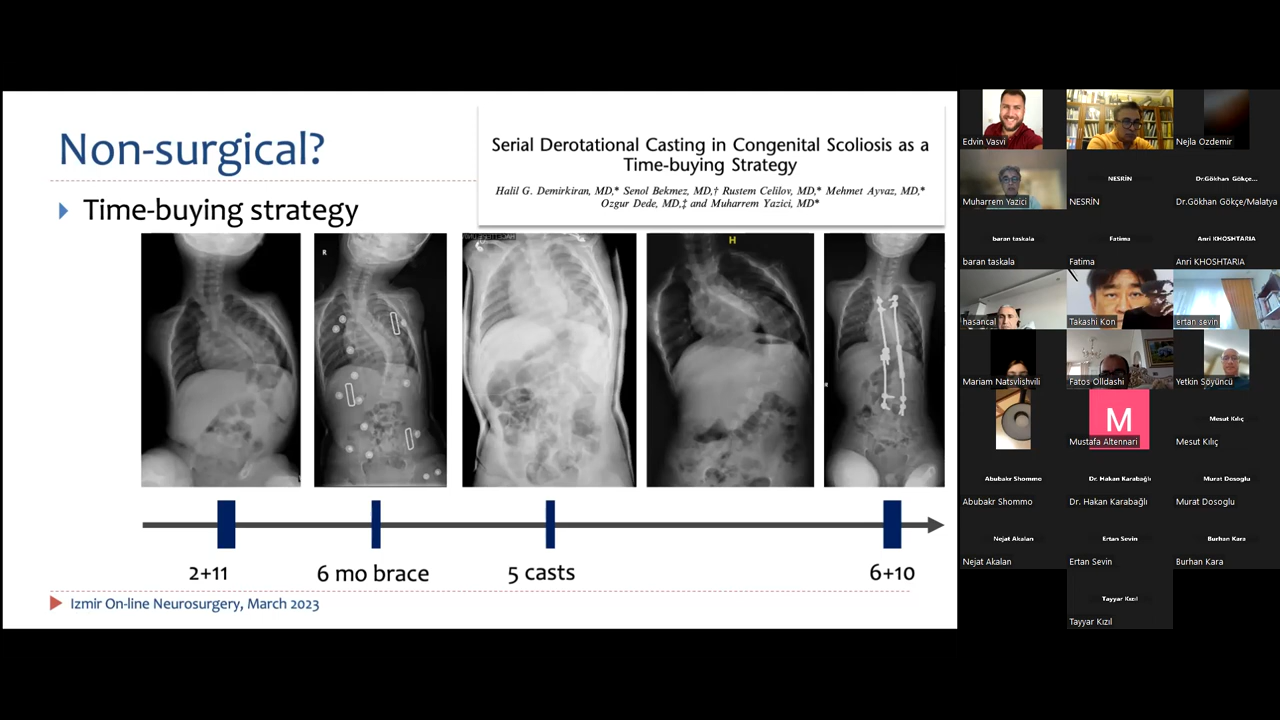 Non-surgical?
Serial Derotational Casting in Congenital Scoliosis as a
Time-buying Strategy
Halil G. Demirkiran, MD,* Senol Bekmez, MD,† Rustem Celilov, MD,* Mehmet Ayvaz, MD,*
Ozgur Dede, MD,‡ and Muharrem Yazici, MD*
Time-buying strategy
R
H
R
2+11
6 mo brace
5 casts
6+10
Izmir On-line Neurosurgery, March 2023
Edvin Vasvi
Nejla Ozdemir
Muharrem Yazici
NESRİN
NESRİN
Dr.Gökhan Gökçe...
Dr.Gökhan Gökçe/Malatya
baran taskala
baran taskala
Fatima
Fatima
Anri KHOSHTARIA
Anri KHOSHTARIA
hasancal
Takashi Kon
ertan sevin
Mariam Natsvlishvili
Fatos Olldashi
Yetkin Söyüncü
M
Mustafa Altennari
Mesut Kılıç
Mesut Kılıç
Abubakr Shommo
Abubakr Shommo
Dr. Hakan Karabağlı
Dr. Hakan Karabağlı
Murat Dosoglu
Murat Dosoglu
Nejat Akalan
Nejat Akalan
Ertan Sevin
Ertan Sevin
Burhan Kara
Burhan Kara
Tayyar Kızıl
Tayyar Kızıl